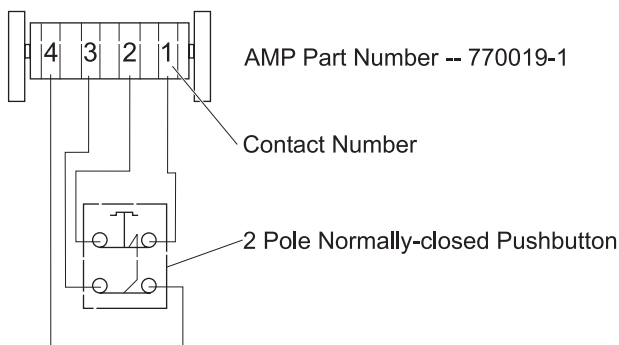 4 3 2 1
AMP Part Number -- 770019-1
Contact Number
2 Pole Normally-closed Pushbutton